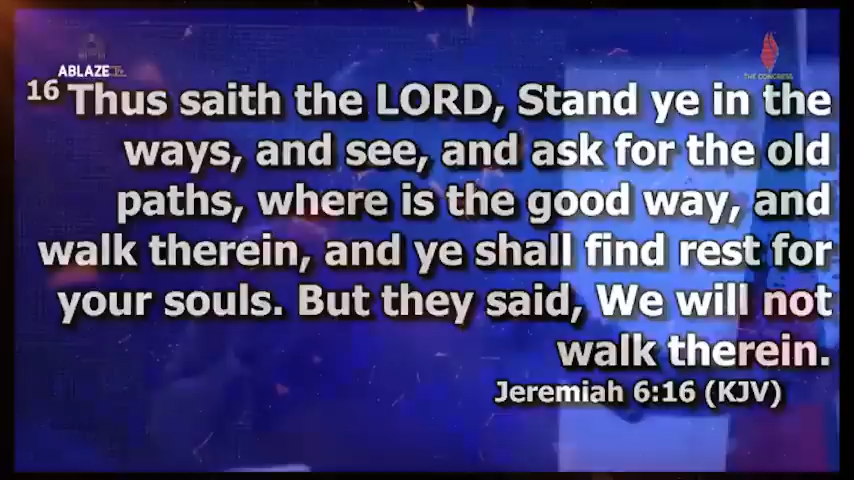 ABLAZE TV
THE CONGRESS
16 Thus saith the LORD, Stand ye in the
ways, and see, and ask for the old
paths, where is the good way, and
walk therein, and ye shall find rest for
your souls. But they said, We will not
walk therein.
Jeremiah 6:16 (KJV)